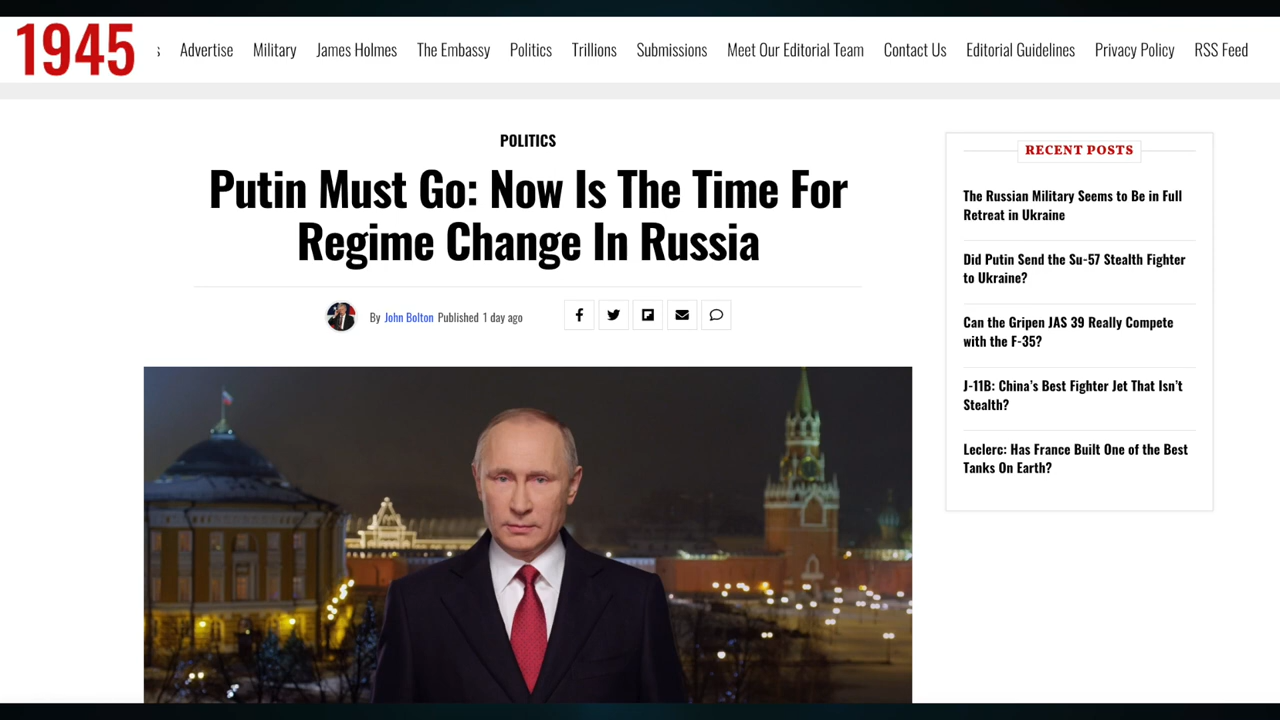 1945
s Advertise Military James Holmes The Embassy Politics Trillions Submissions Meet Our Editorial Team Contact Us Editorial Guidelines Privacy Policy RSS Feed
POLITICS
Putin Must Go: Now Is The Time For
Regime Change In Russia
By John Bolton Published 1 day ago
RECENT POSTS
The Russian Military Seems to Be in Full
Retreat in Ukraine
Did Putin Send the Su-57 Stealth Fighter
to Ukraine?
Can the Gripen JAS 39 Really Compete
with the F-35?
J-11B: China’s Best Fighter Jet That Isn’t
Stealth?
Leclerc: Has France Built One of the Best
Tanks On Earth?